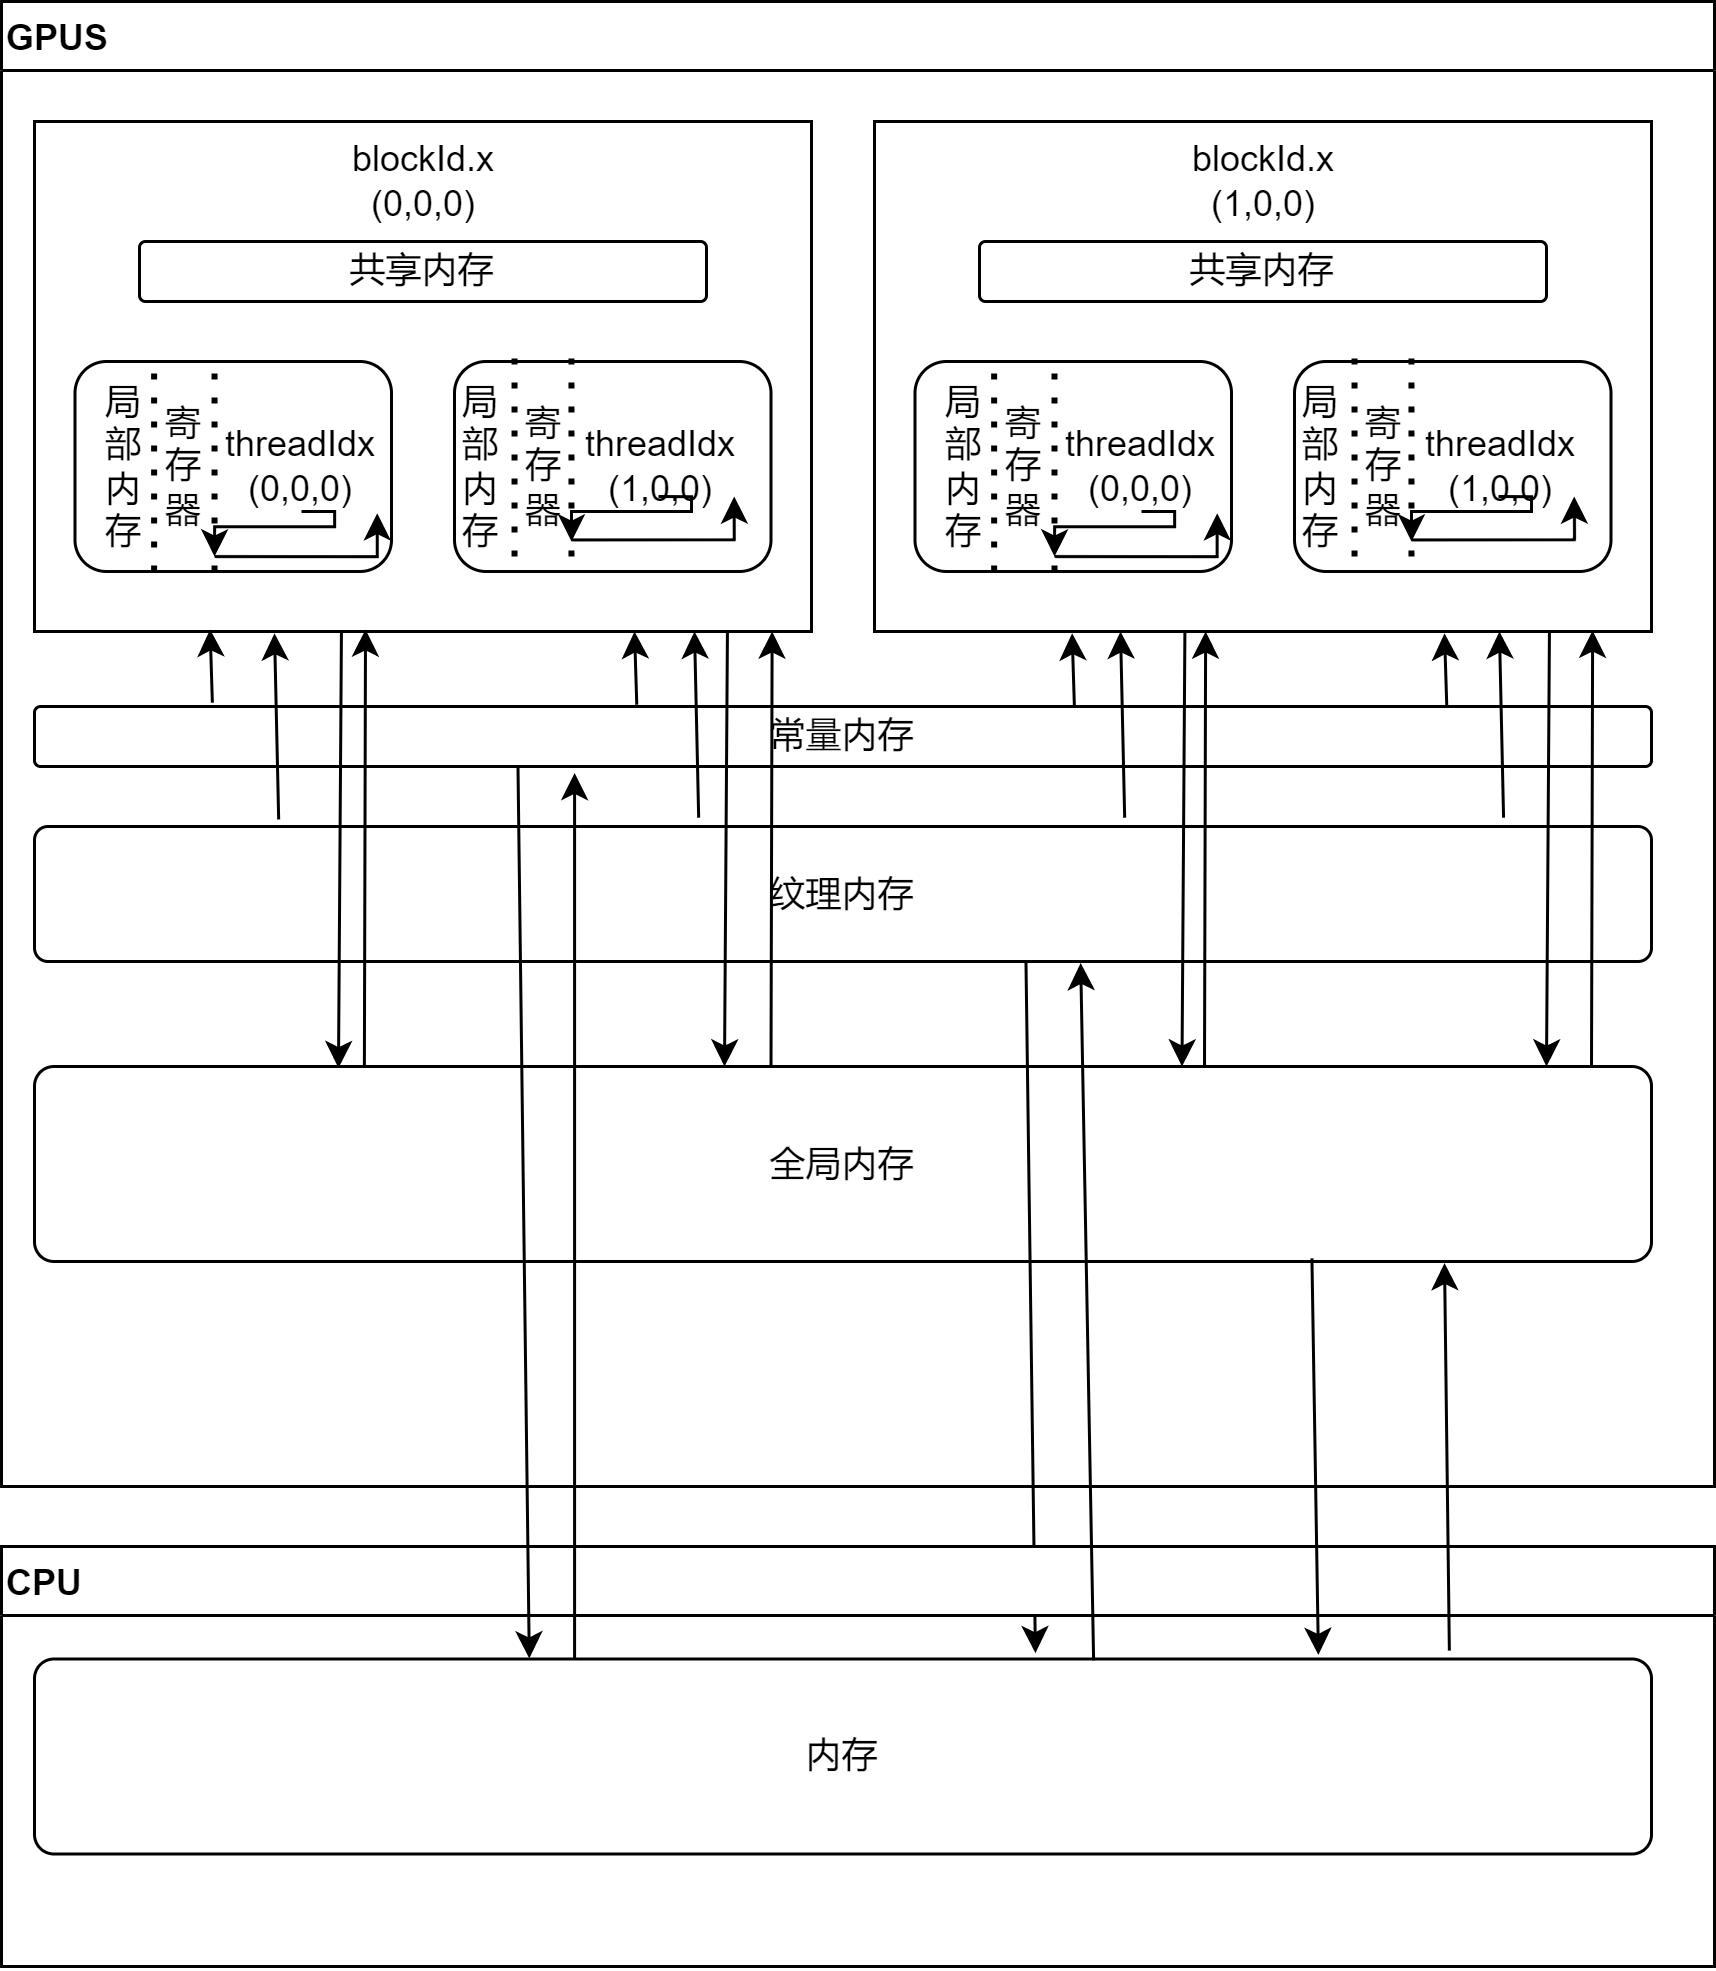 GPUS
blockId.x
(0,0,0)
共享内存
局部内存
寄存器
threadIdx
(0,0,0)
局部内存
寄存器
threadIdx
(1,0,0)
blockId.x
(1,0,0)
共享内存
局部内存
寄存器
threadIdx
(0,0,0)
局部内存
寄存器
threadIdx
(1,0,0)
常量内存
纹理内存
全局内存
CPU
内存